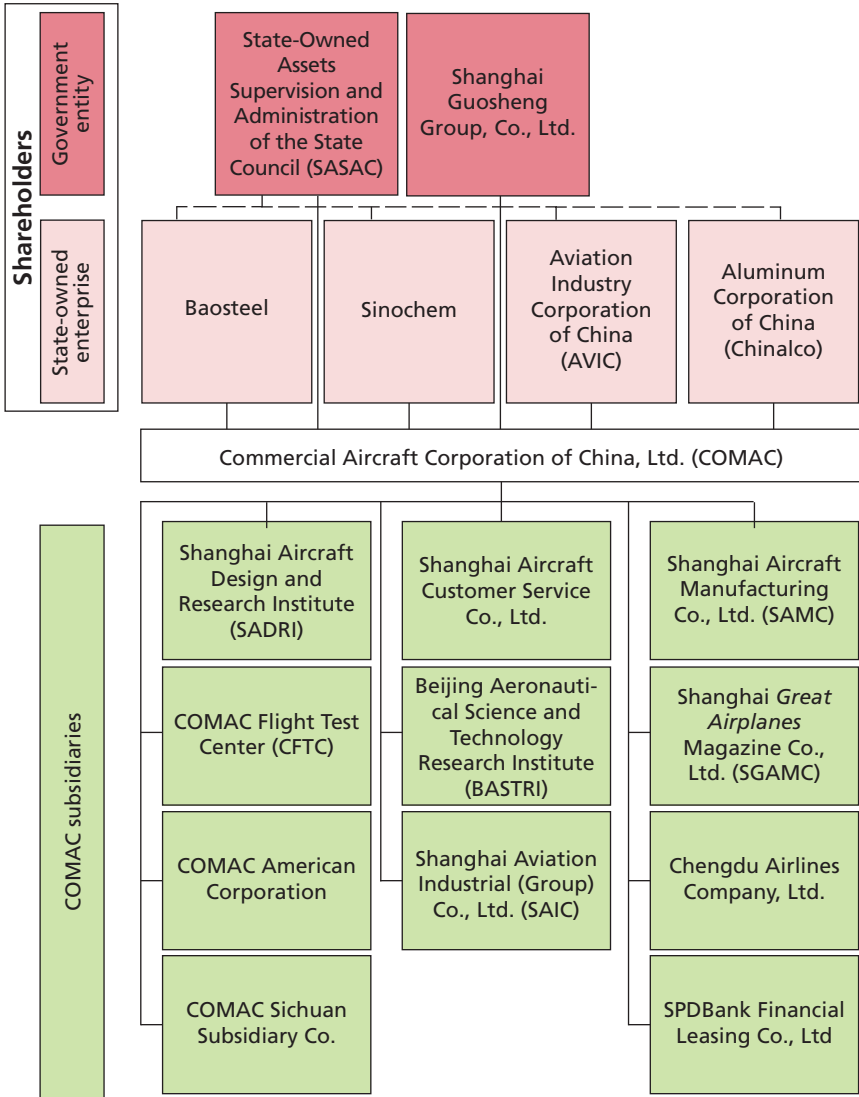 Shareholders
Government
entity
State-Owned
Assets
Supervision and
Administration
of the State
Council (SASAC)
Shanghai
Guosheng
Group, Co., Ltd.
State-owned
enterprise
Baosteel
Sinochem
Aviation
Industry
Corporation
of China
(AVIC)
Aluminum
Corporation
of China
(Chinalco)
Commercial Aircraft Corporation of China, Ltd. (COMAC)
COMAC subsidiaries
Shanghai Aircraft
Design and
Research Institute
(SADRI)
Shanghai Aircraft
Customer Service
Co., Ltd.
Shanghai Aircraft
Manufacturing
Co., Ltd. (SAMC)
COMAC Flight Test
Center (CFTC)
Beijing Aeronauti-
cal Science and
Technology
Research Institute
(BASTRI)
Shanghai Great
Airplanes
Magazine Co.,
Ltd. (SGAMC)
COMAC American
Corporation
Shanghai Aviation
Industrial (Group)
Co., Ltd. (SAIC)
Chengdu Airlines
Company, Ltd.
COMAC Sichuan
Subsidiary Co.
SPDBank Financial
Leasing Co., Ltd